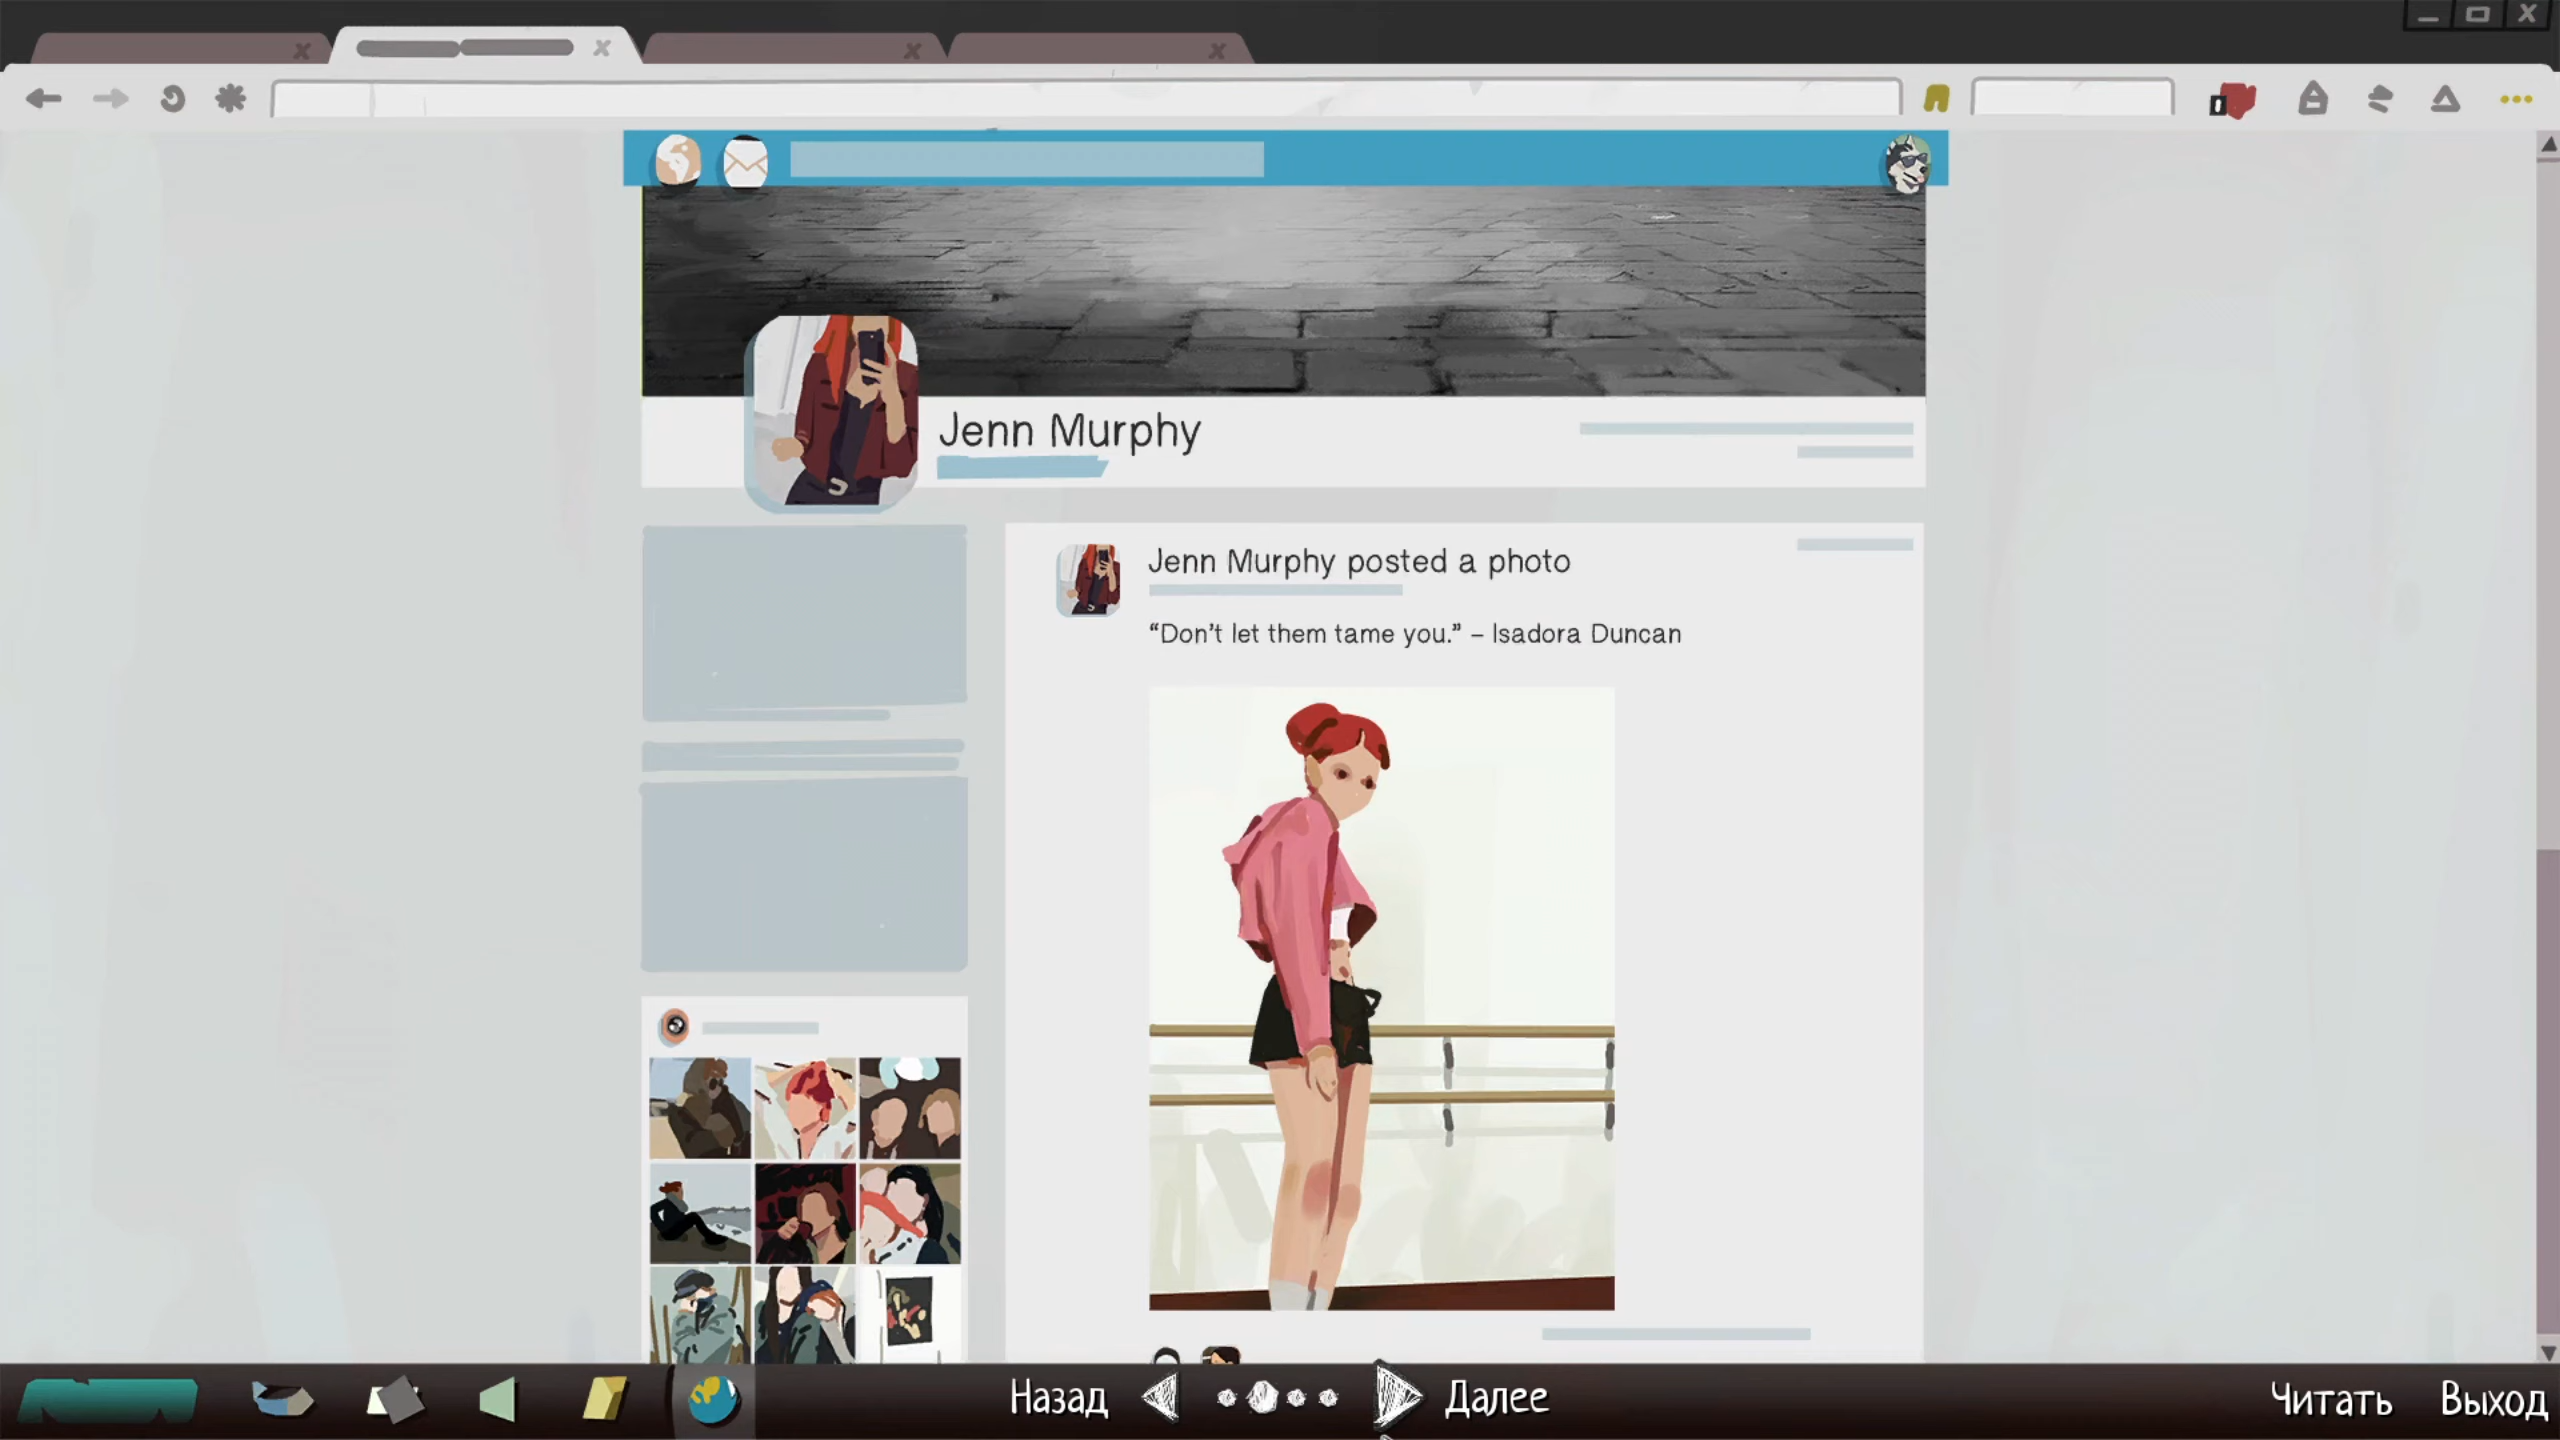 Jenn Murphy
Jenn Murphy posted a photo
“Don’t let them tame you.” – Isadora Duncan
Назад
Далее
Читать
Выход